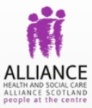 ALLIANCE
HEALTH AND SOCIAL CARE
ALLIANCE SCOTLAND
people at the centre